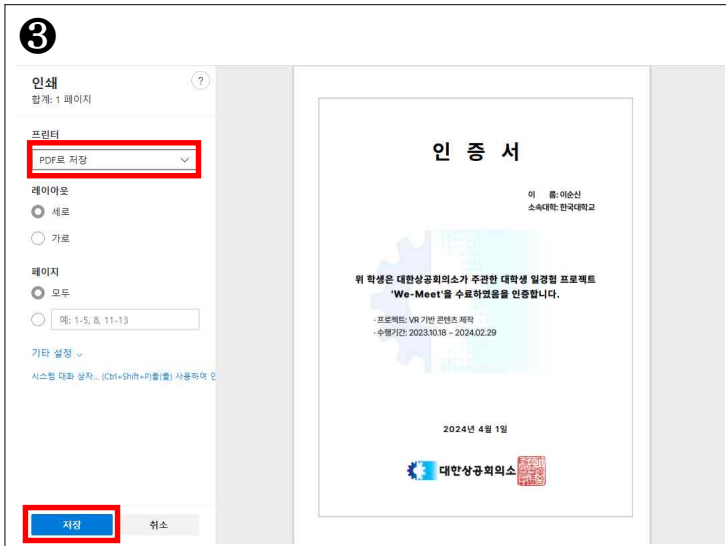 ❸
인쇄
?
합계: 1 페이지
프린터
PDF로 저장
레이아웃
세로
가로
페이지
모두
예: 1-5, 8, 11-13
기타 설정
시스템 대화 상자... (Ctrl+Shift+P)를(를) 사용하여
저장
취소
인 증 서
이 름: 이순신
소속대학: 한국대학교
위 학생은 대한상공회의소가 주관한 대학생 일경험 프로젝트
'We-Meet'을 수료하였음을 인증합니다.
· 프로젝트: VR 기반 콘텐츠 제작
· 수행기간: 2023.10.18 ~ 2024.02.29
2024년 4월 1일
대한상공회의소